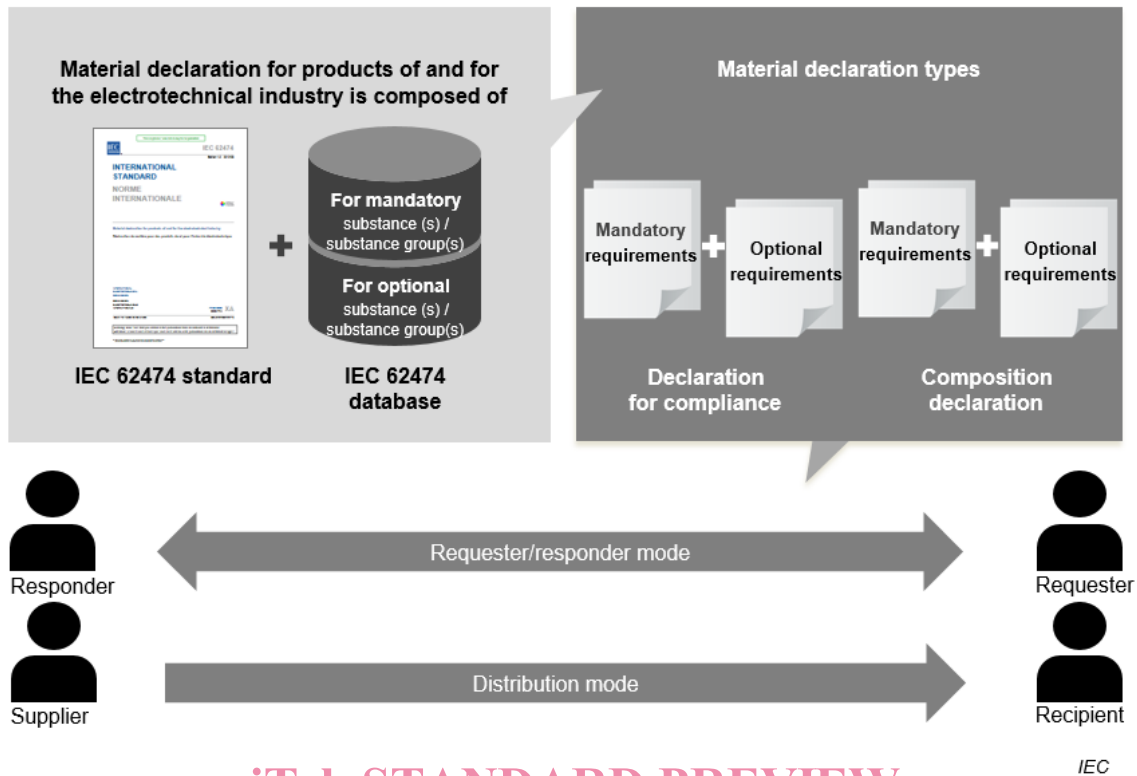 Material declaration for products of and for
the electrotechnical industry is composed of
IEC
IEC 62474
INTERNATIONAL
STANDARD
NORME
INTERNATIONALE
For mandatory
substance (s) /
substance group(s)
For optional
substance (s) /
substance group(s)
IEC 62474 standard
IEC 62474
database
Material declaration types
Mandatory
requirements
Optional
requirements
Mandatory
requirements
Optional
requirements
Declaration
for compliance
Composition
declaration
Requester/responder mode
Responder
Requester
Distribution mode
Supplier
Recipient
IEC
STANDARD PREVIEW